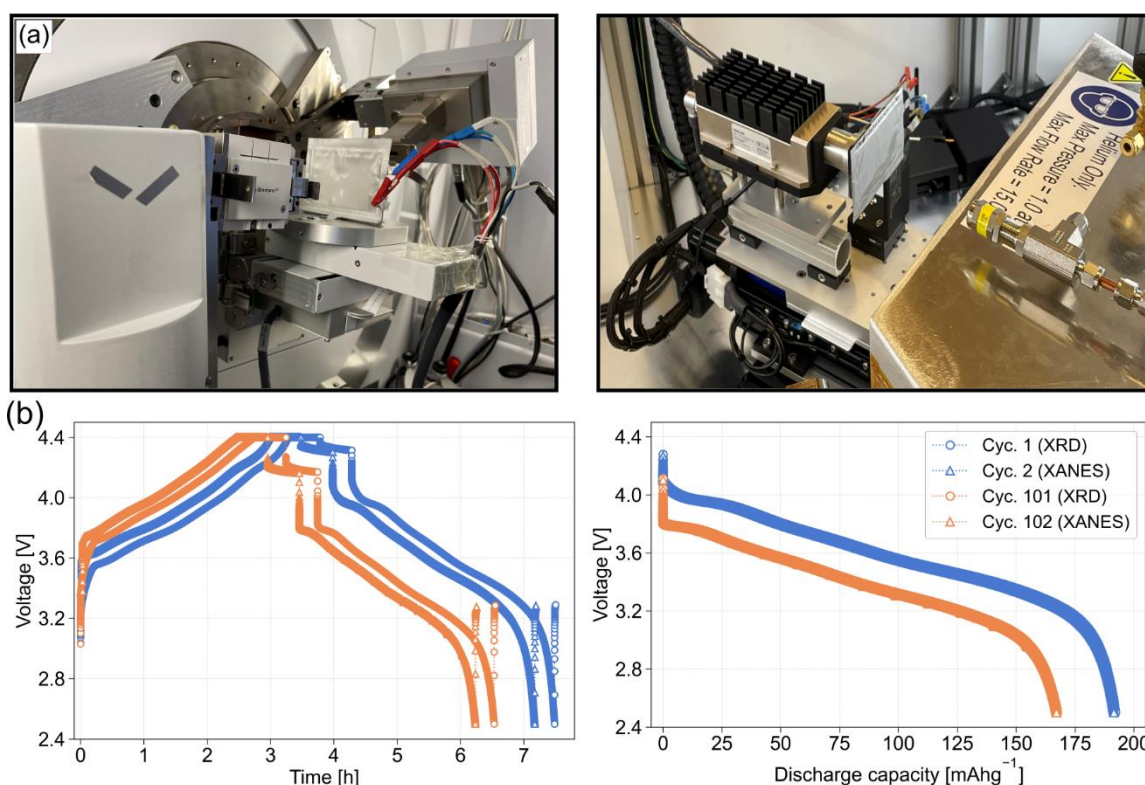 (a)
Helium Only,
Max Pressure = 1.0 a
Max Flow Rate = 15.0
(b)
4.4
4.0
3.6
3.2
2.8
2.4
Voltage [V]
0 1 2 3 4 5 6 7
Time [h]
4.4
4.0
3.6
3.2
2.8
2.4
Voltage [V]
Cyc. 1 (XRD)
Cyc. 2 (XANES)
Cyc. 101 (XRD)
Cyc. 102 (XANES)
0 25 50 75 100 125 150 175 200
Discharge capacity [mAhg⁻¹]